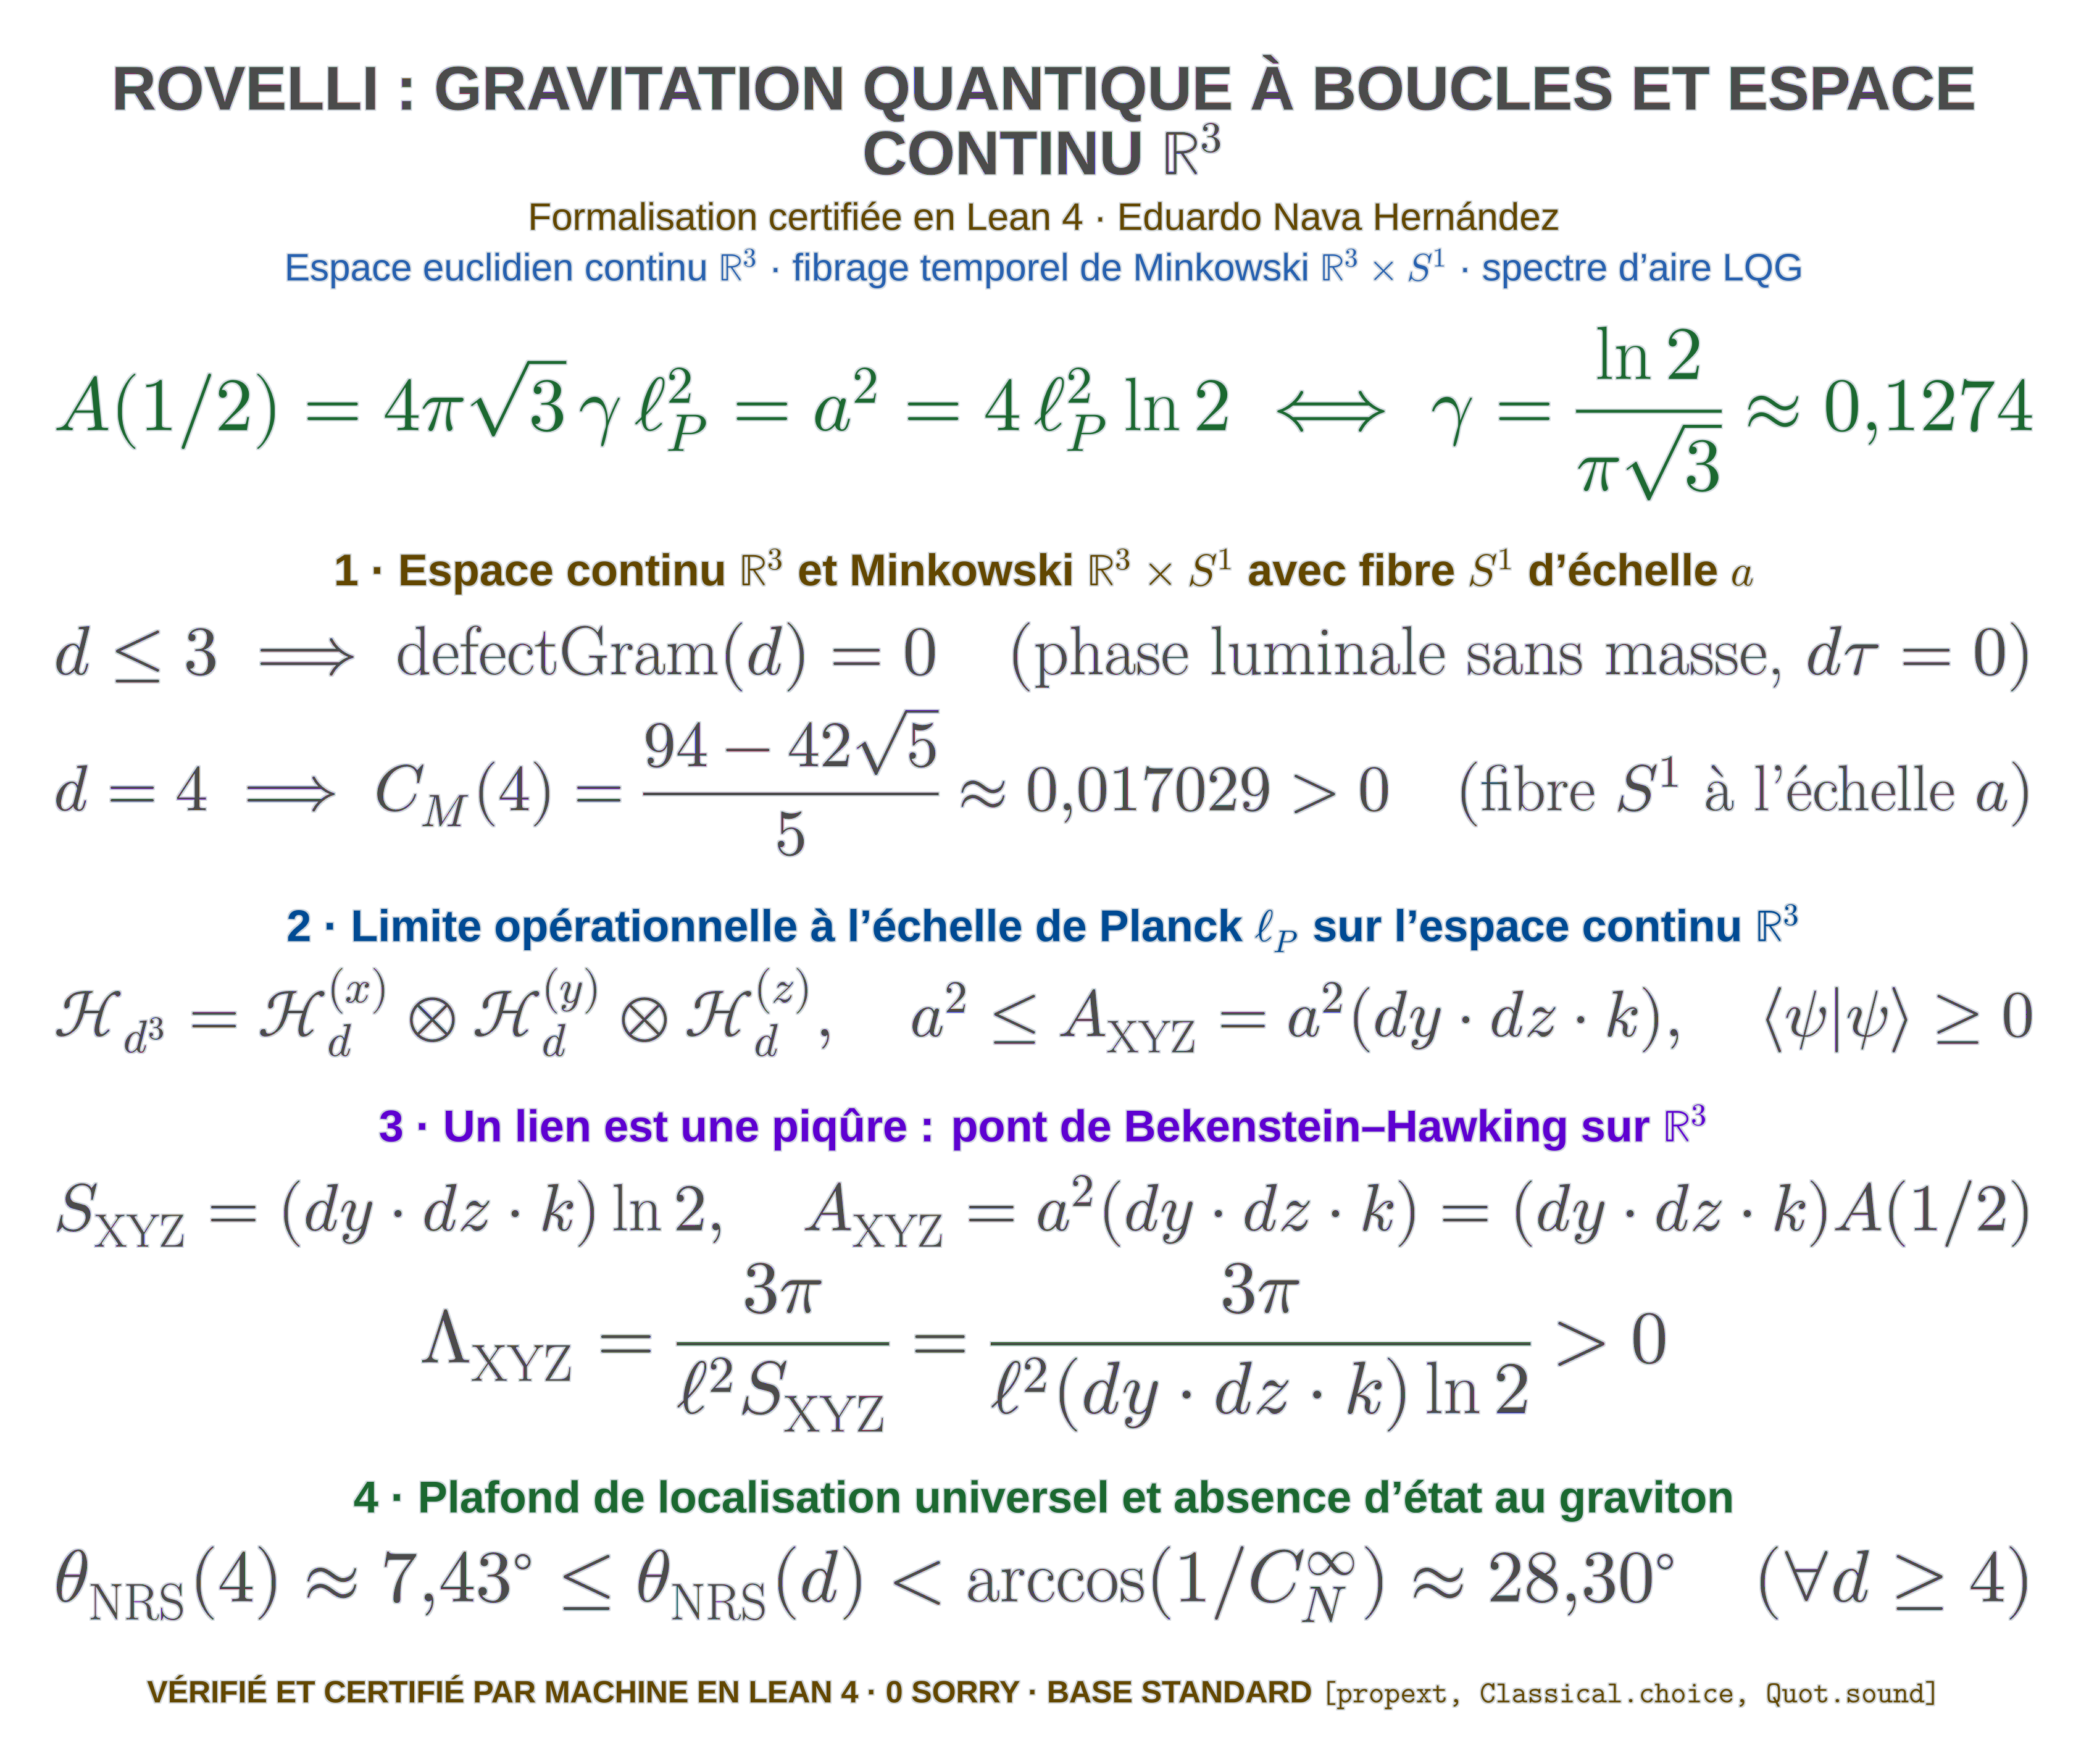 ROVELLI : GRAVITATION QUANTIQUE À BOUCLES ET ESPACE
CONTINU ℝ³
Formalisation certifiée en Lean 4 · Eduardo Nava Hernández
Espace euclidien continu ℝ³ · fibrage temporel de Minkowski ℝ³ × S¹ · spectre d’aire LQG
A(1/2) = 4π√3 γ ℓ_P² = a² = 4 ℓ_P² ln 2 ⟺ γ = ln 2 / (π√3) ≈ 0,1274
1 · Espace continu ℝ³ et Minkowski ℝ³ × S¹ avec fibre S¹ d’échelle a
d ≤ 3 ⟹ defectGram(d) = 0 (phase luminale sans masse, dτ = 0)
d = 4 ⟹ C_M(4) = (94 − 42√5) / 5 ≈ 0,017029 > 0 (fibre S¹ à l’échelle a)
2 · Limite opérationnelle à l’échelle de Planck ℓ_P sur l’espace continu ℝ³
ℋ_{d³} = ℋ_d^{(x)} ⊗ ℋ_d^{(y)} ⊗ ℋ_d^{(z)}, a² ≤ A_XYZ = a²(dy · dz · k), ⟨ψ|ψ⟩ ≥ 0
3 · Un lien est une piqûre : pont de Bekenstein–Hawking sur ℝ³
S_XYZ = (dy · dz · k) ln 2, A_XYZ = a²(dy · dz · k) = (dy · dz · k)A(1/2)
Λ_XYZ = 3π / (ℓ² S_XYZ) = 3π / (ℓ²(dy · dz · k) ln 2) > 0
4 · Plafond de localisation universel et absence d’état au graviton
θ_NRS(4) ≈ 7,43° ≤ θ_NRS(d) < arccos(1/C_N^∞) ≈ 28,30° (∀d ≥ 4)
VÉRIFIÉ ET CERTIFIÉ PAR MACHINE EN LEAN 4 · 0 SORRY · BASE STANDARD [propext, Classical.choice, Quot.sound]